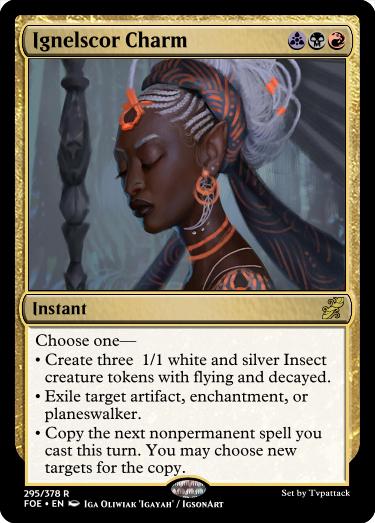 Ignelscor Charm
Instant
Choose one—
• Create three 1/1 white and silver Insect
creature tokens with flying and decayed.
• Exile target artifact, enchantment, or
planeswalker.
• Copy the next nonpermanent spell you
cast this turn. You may choose new
targets for the copy.
295/378 R
FOE • EN Iga Oliwiak 'Igayah' / IgsonArt
Set by Tvpattack